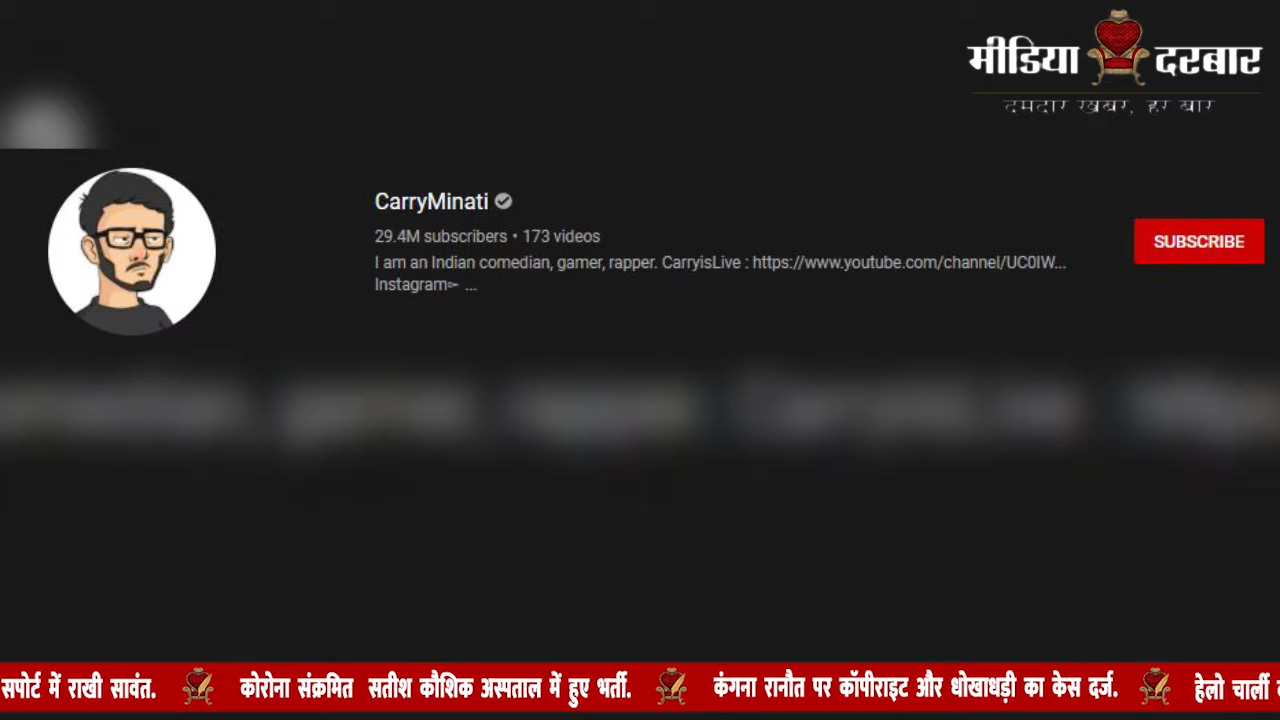 मीडिया दरबार
दमदार खबर, हर बार
CarryMinati
29.4M subscribers • 173 videos
I am an Indian comedian, gamer, rapper. CarryisLive : https://www.youtube.com/channel/UC0IW...
Instagram➢ ...
SUBSCRIBE
सपोर्ट में राखी सावंत. कोरोना संक्रमित सतीश कौशिक अस्पताल में हुए भर्ती. कंगना रानौत पर कॉपीराइट और धोखाधड़ी का केस दर्ज. हेलो चार्ली